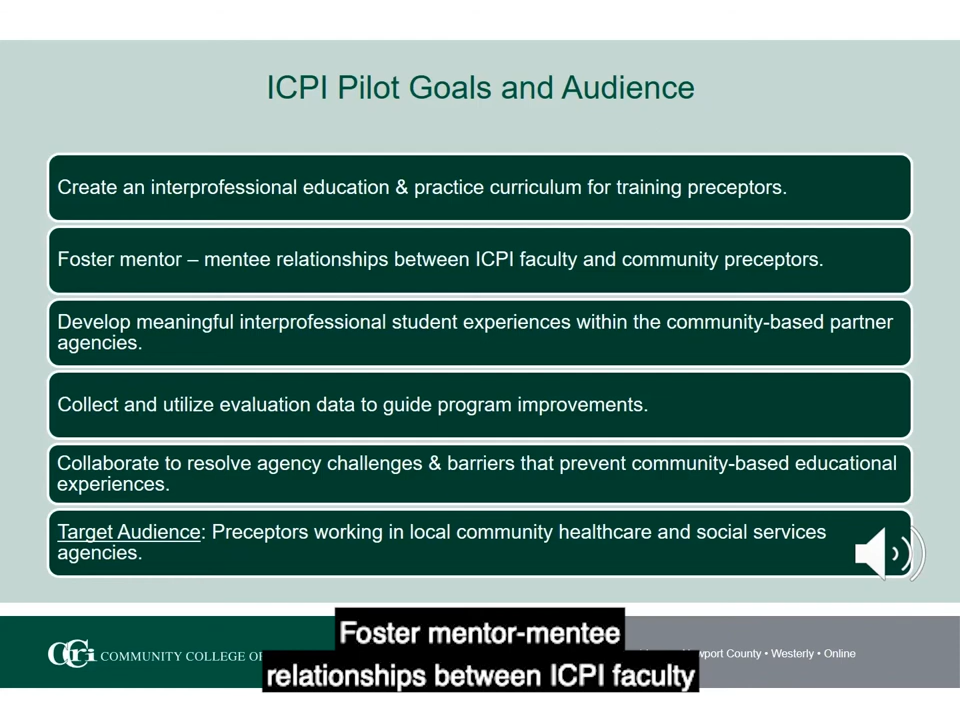 ICPI Pilot Goals and Audience
Create an interprofessional education & practice curriculum for training preceptors.
Foster mentor – mentee relationships between ICPI faculty and community preceptors.
Develop meaningful interprofessional student experiences within the community-based partner
agencies.
Collect and utilize evaluation data to guide program improvements.
Collaborate to resolve agency challenges & barriers that prevent community-based educational
experiences.
Target Audience: Preceptors working in local community healthcare and social services
agencies.
CCRI COMMUNITY COLLEGE OF
County • Westerly • Online
Foster mentor-mentee
relationships between ICPI faculty